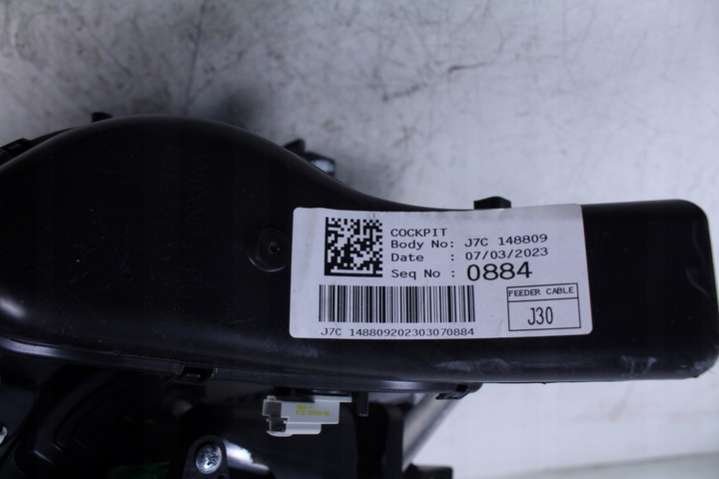 COCKPIT
Body No: J7C 148809
Date : 07/03/2023
Seq No : 0884
FEEDER CABLE
J30
J7C 148809202303070884